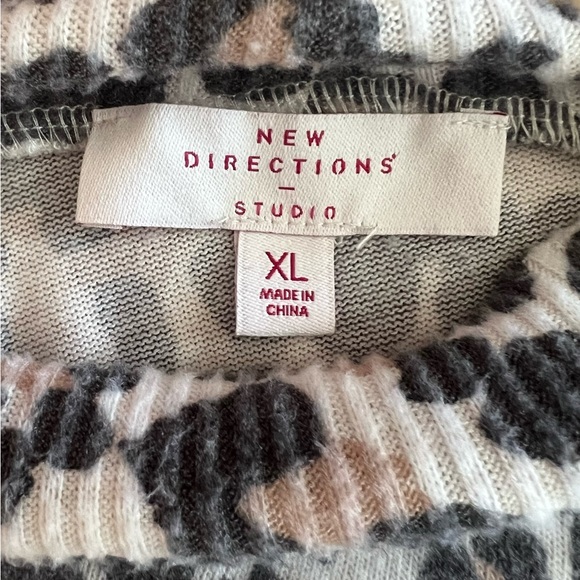 NEW
DIRECTIONS®
—
STUDIO
XL
MADE IN
CHINA